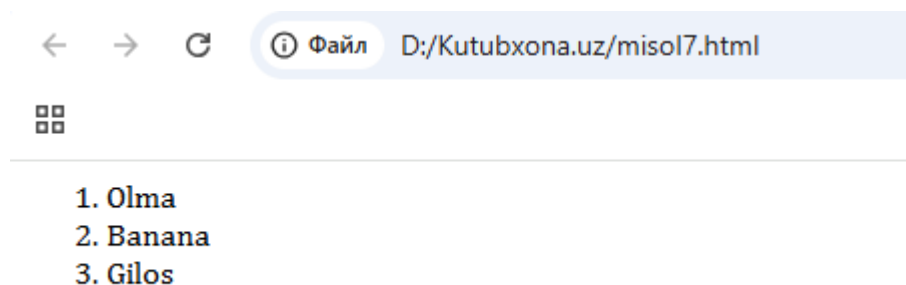 Файл D:/Kutubxona.uz/misol7.html
1. Olma
2. Banana
3. Gilos